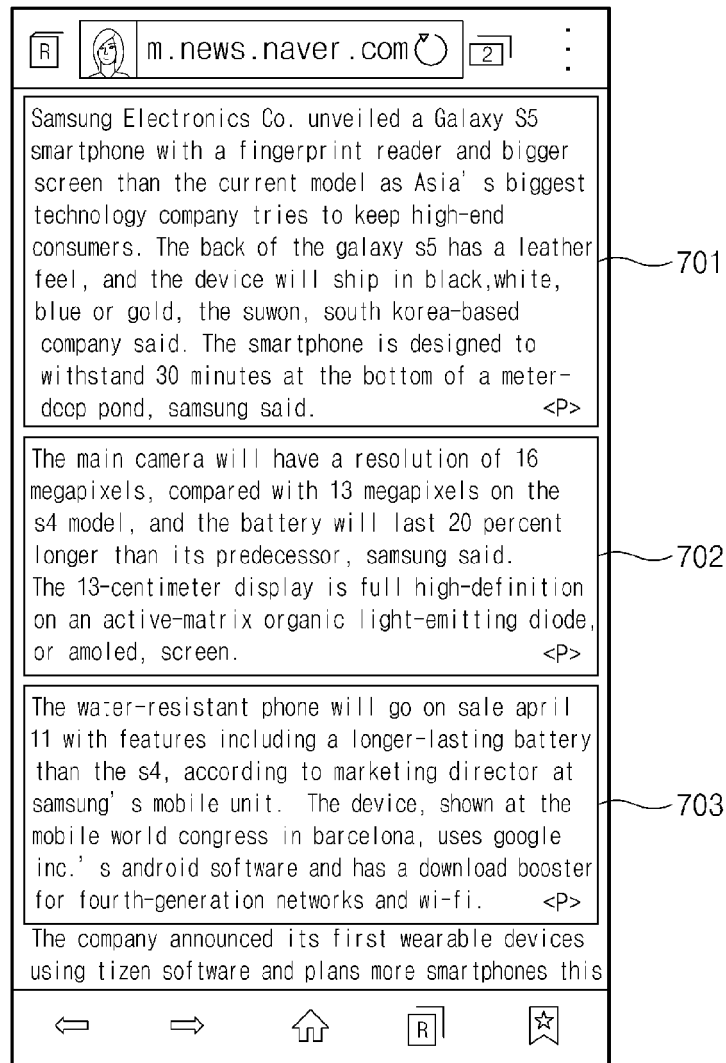 R m.news.naver.com 2
Samsung Electronics Co. unveiled a Galaxy S5
smartphone with a fingerprint reader and bigger
screen than the current model as Asia's biggest
technology company tries to keep high-end
consumers. The back of the galaxy s5 has a leather
feel, and the device will ship in black,white,
blue or gold, the suwon, south korea-based
company said. The smartphone is designed to
withstand 30 minutes at the bottom of a meter-
deep pond, samsung said. <P>
701
The main camera will have a resolution of 16
megapixels, compared with 13 megapixels on the
s4 model, and the battery will last 20 percent
longer than its predecessor, samsung said.
The 13-centimeter display is full high-definition
on an active-matrix organic light-emitting diode,
or amoled, screen. <P>
702
The water-resistant phone will go on sale april
11 with features including a longer-lasting battery
than the s4, according to marketing director at
samsung's mobile unit. The device, shown at the
mobile world congress in barcelona, uses google
inc.'s android software and has a download booster
for fourth-generation networks and wi-fi. <P>
703
The company announced its first wearable devices
using tizen software and plans more smartphones this
R